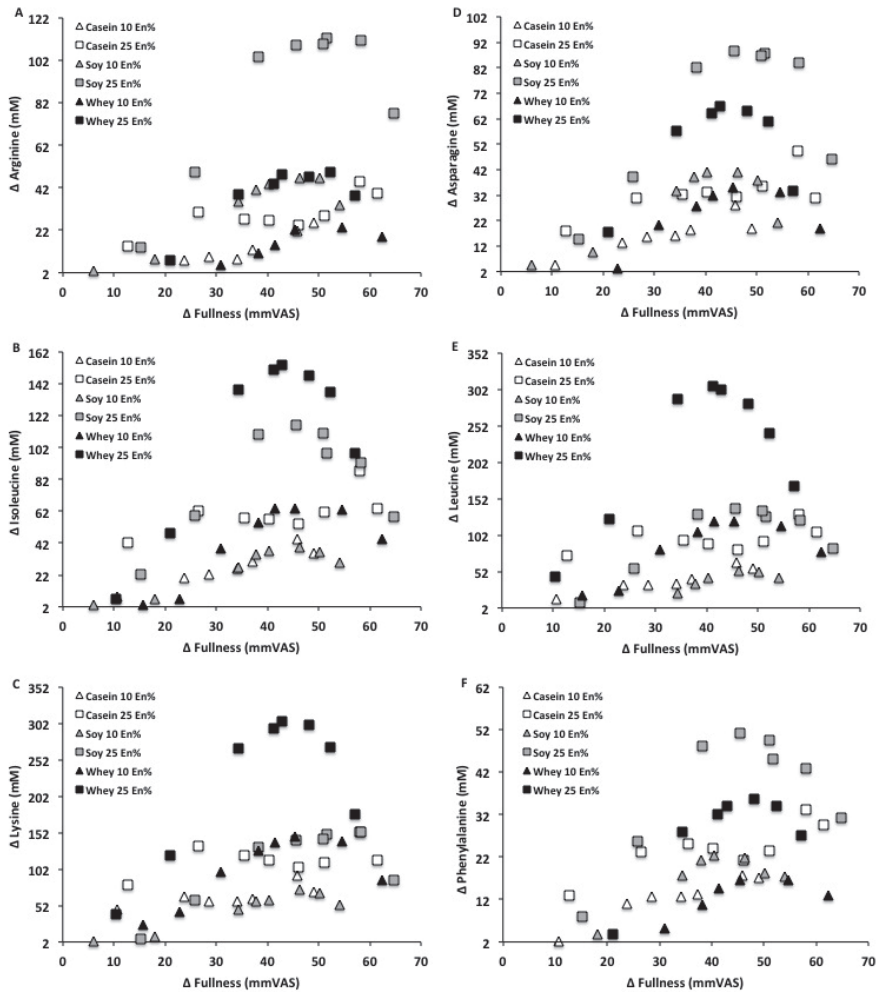 A
122
102
82
62
42
22
2
Δ Arginine (mM)
Casein 10 En%
Casein 25 En%
Soy 10 En%
Soy 25 En%
Whey 10 En%
Whey 25 En%
0 10 20 30 40 50 60 70
Δ Fullness (mmVAS)
D
102
92
82
72
62
52
42
32
22
12
2
Δ Asparagine (mM)
Casein 10 En%
Casein 25 En%
Soy 10 En%
Soy 25 En%
Whey 10 En%
Whey 25 En%
0 10 20 30 40 50 60 70
Δ Fullness (mmVAS)
B
162
142
122
102
82
62
42
22
2
Δ Isoleucine (mM)
Casein 10 En%
Casein 25 En%
Soy 10 En%
Soy 25 En%
Whey 10 En%
Whey 25 En%
0 10 20 30 40 50 60 70
Δ Fullness (mmVAS)
E
352
302
252
202
152
102
52
2
Δ Leucine (mM)
Casein 10 En%
Casein 25 En%
Soy 10 En%
Soy 25 En%
Whey 10 En%
Whey 25 En%
0 10 20 30 40 50 60 70
Δ Fullness (mmVAS)
C
352
302
252
202
152
102
52
2
Δ Lysine (mM)
Casein 10 En%
Casein 25 En%
Soy 10 En%
Soy 25 En%
Whey 10 En%
Whey 25 En%
0 10 20 30 40 50 60 70
Δ Fullness (mmVAS)
F
62
52
42
32
22
12
2
Δ Phenylalanine (mM)
Casein 10 En%
Casein 25 En%
Soy 10 En%
Soy 25 En%
Whey 10 En%
Whey 25 En%
0 10 20 30 40 50 60 70
Δ Fullness (mmVAS)